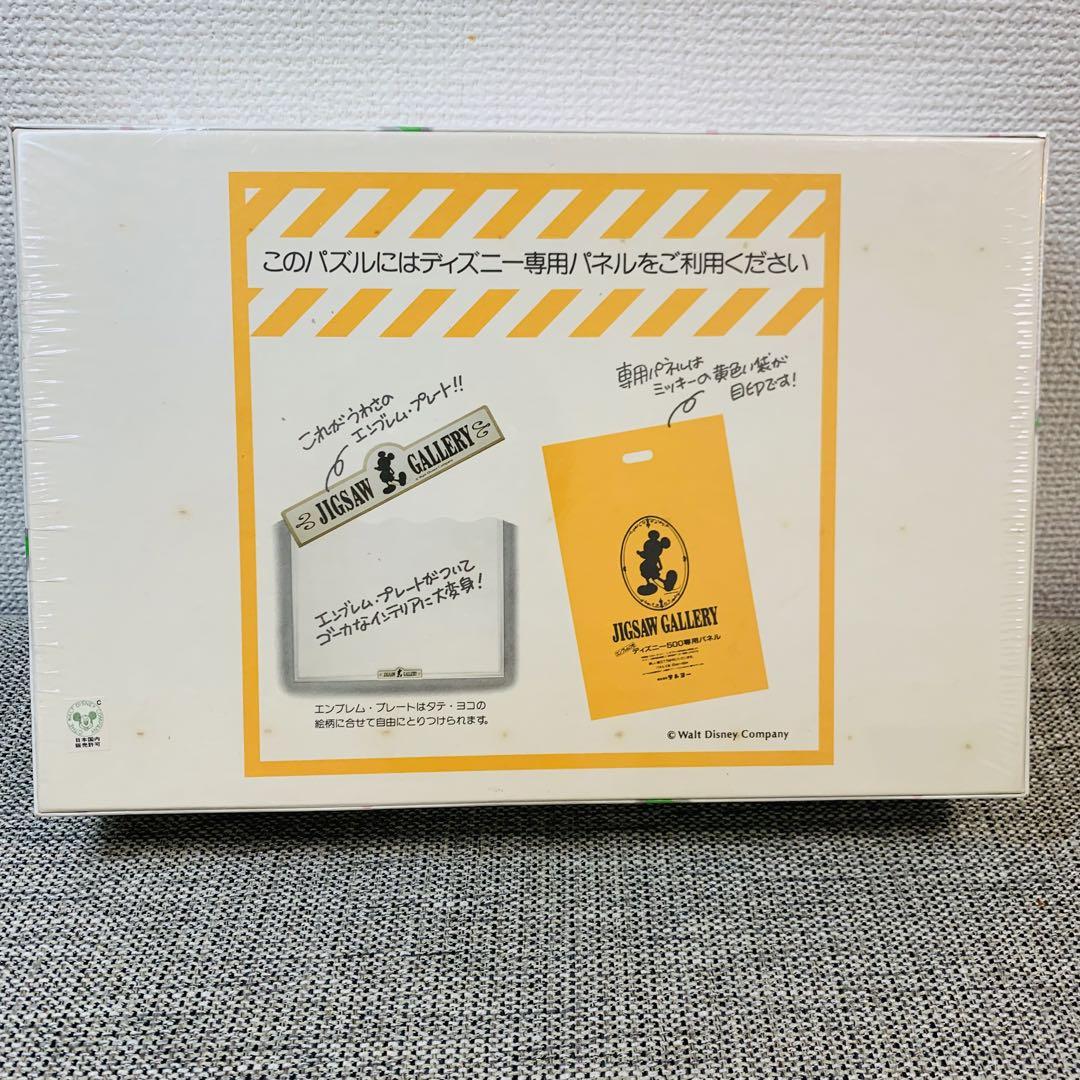 このパズルにはディズニー専用パネルをご利用ください
これがうわさの
エンブレム・プレート!!
専用パネルは
ミッキーの黄色い袋が
目印です!
JIGSAW GALLERY
エンブレム・プレートがついて
ゴーカなインテリアに大変身!
JIGSAW GALLERY
エンブレム・プレートはタテ・ヨコの
絵柄に合せて自由にとりつけられます。
JIGSAW GALLERY
ディズニー500専用パネル
テンヨー
© Walt Disney Company
C
日本国内
販売許可